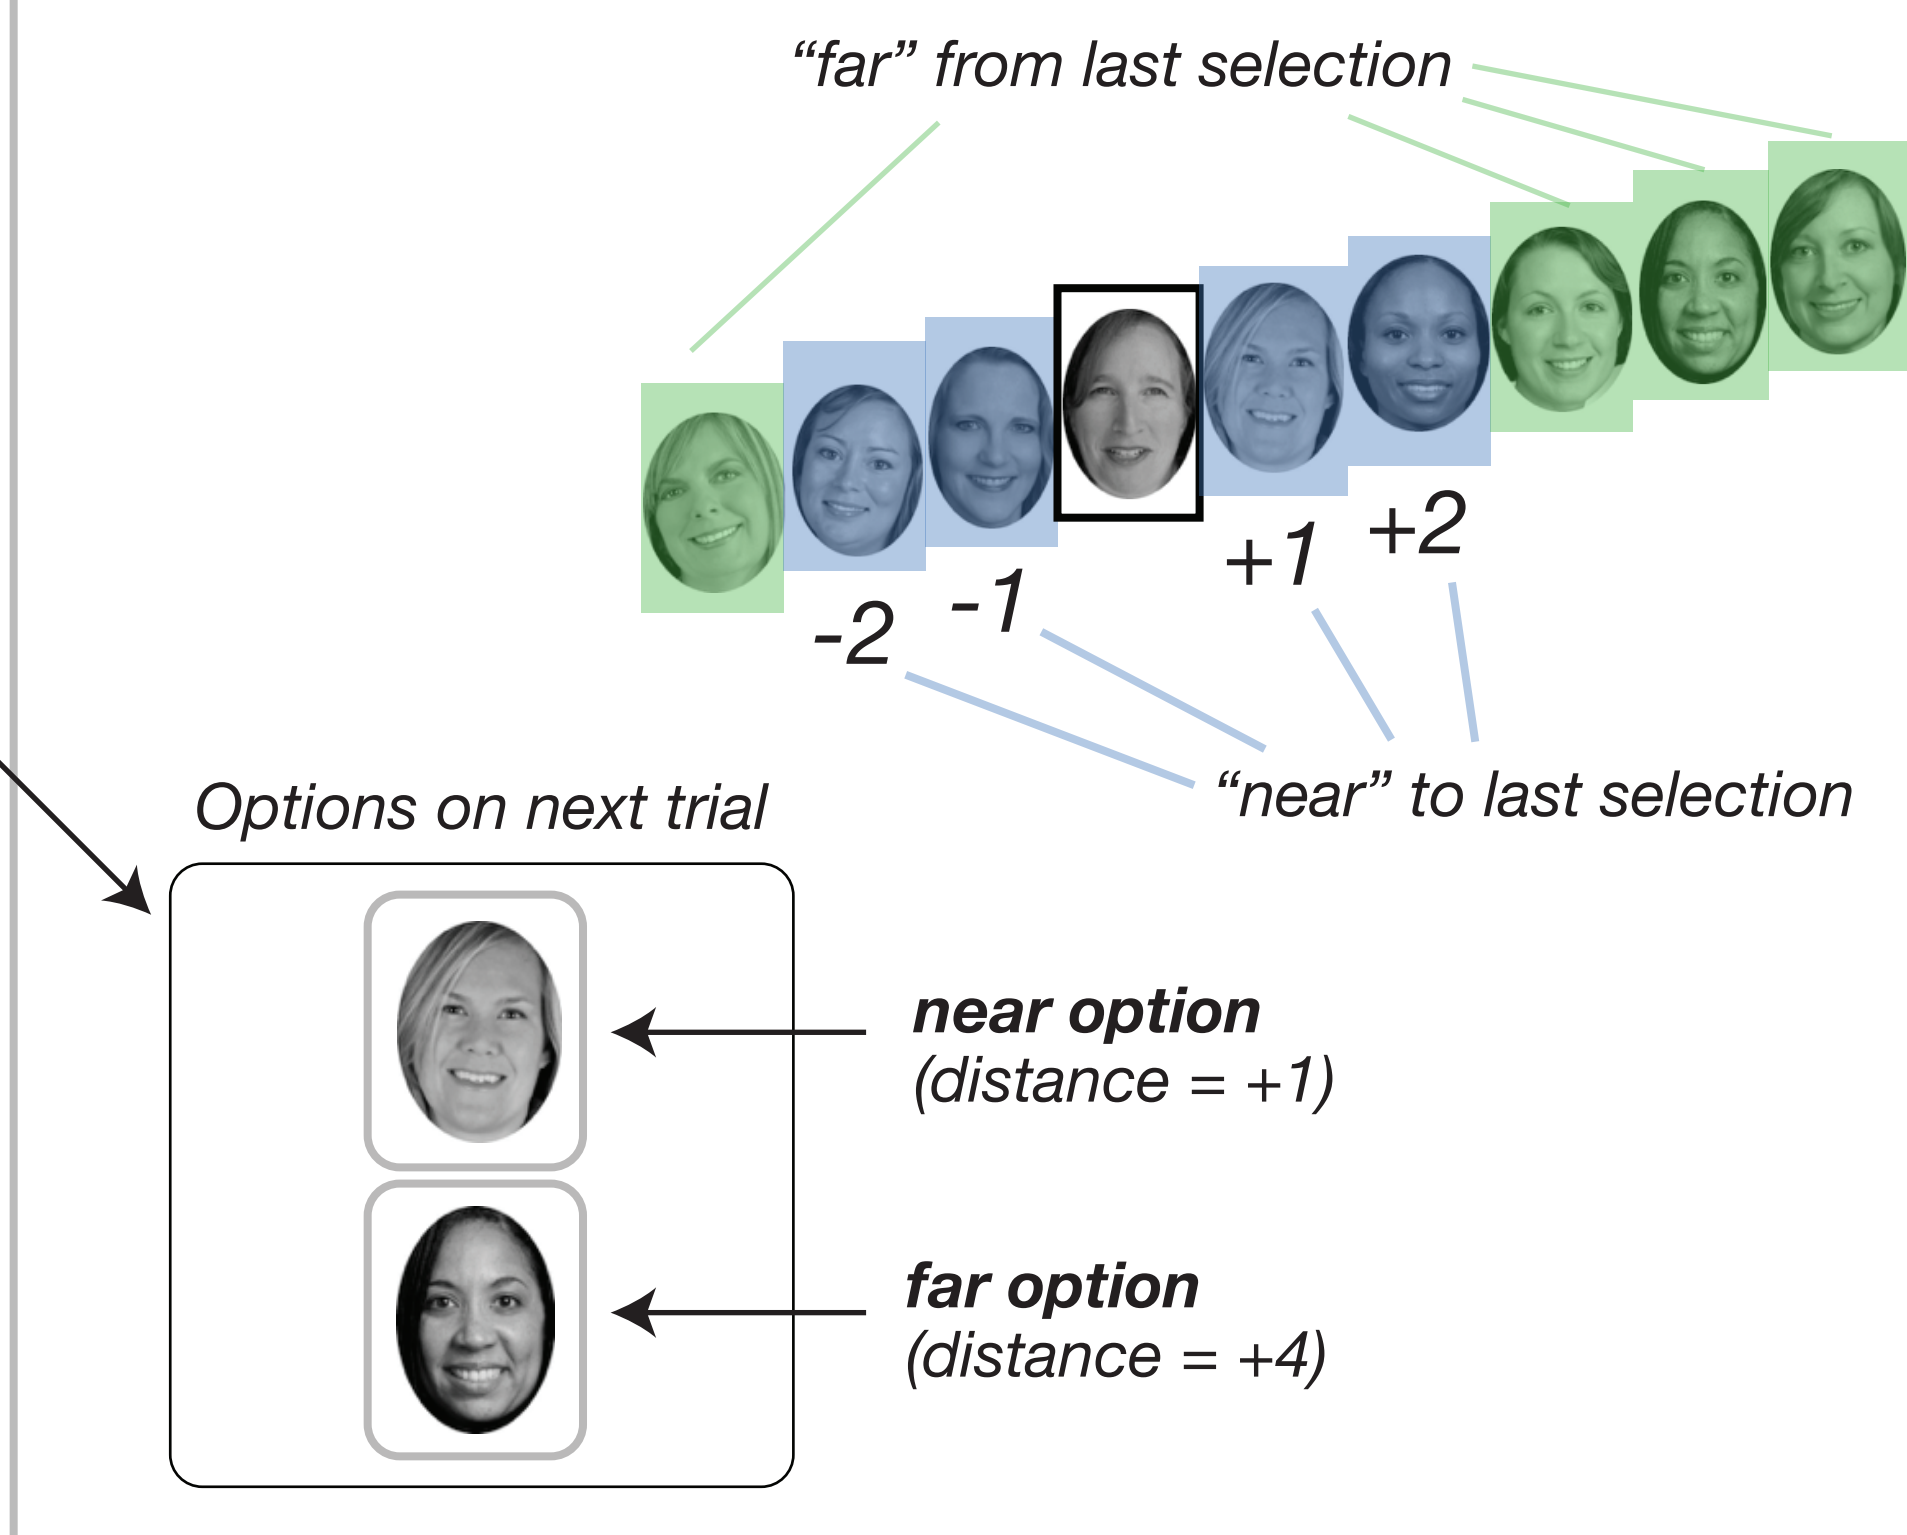 “far” from last selection
-2
-1
+1
+2
“near” to last selection
Options on next trial
near option
(distance = +1)
far option
(distance = +4)